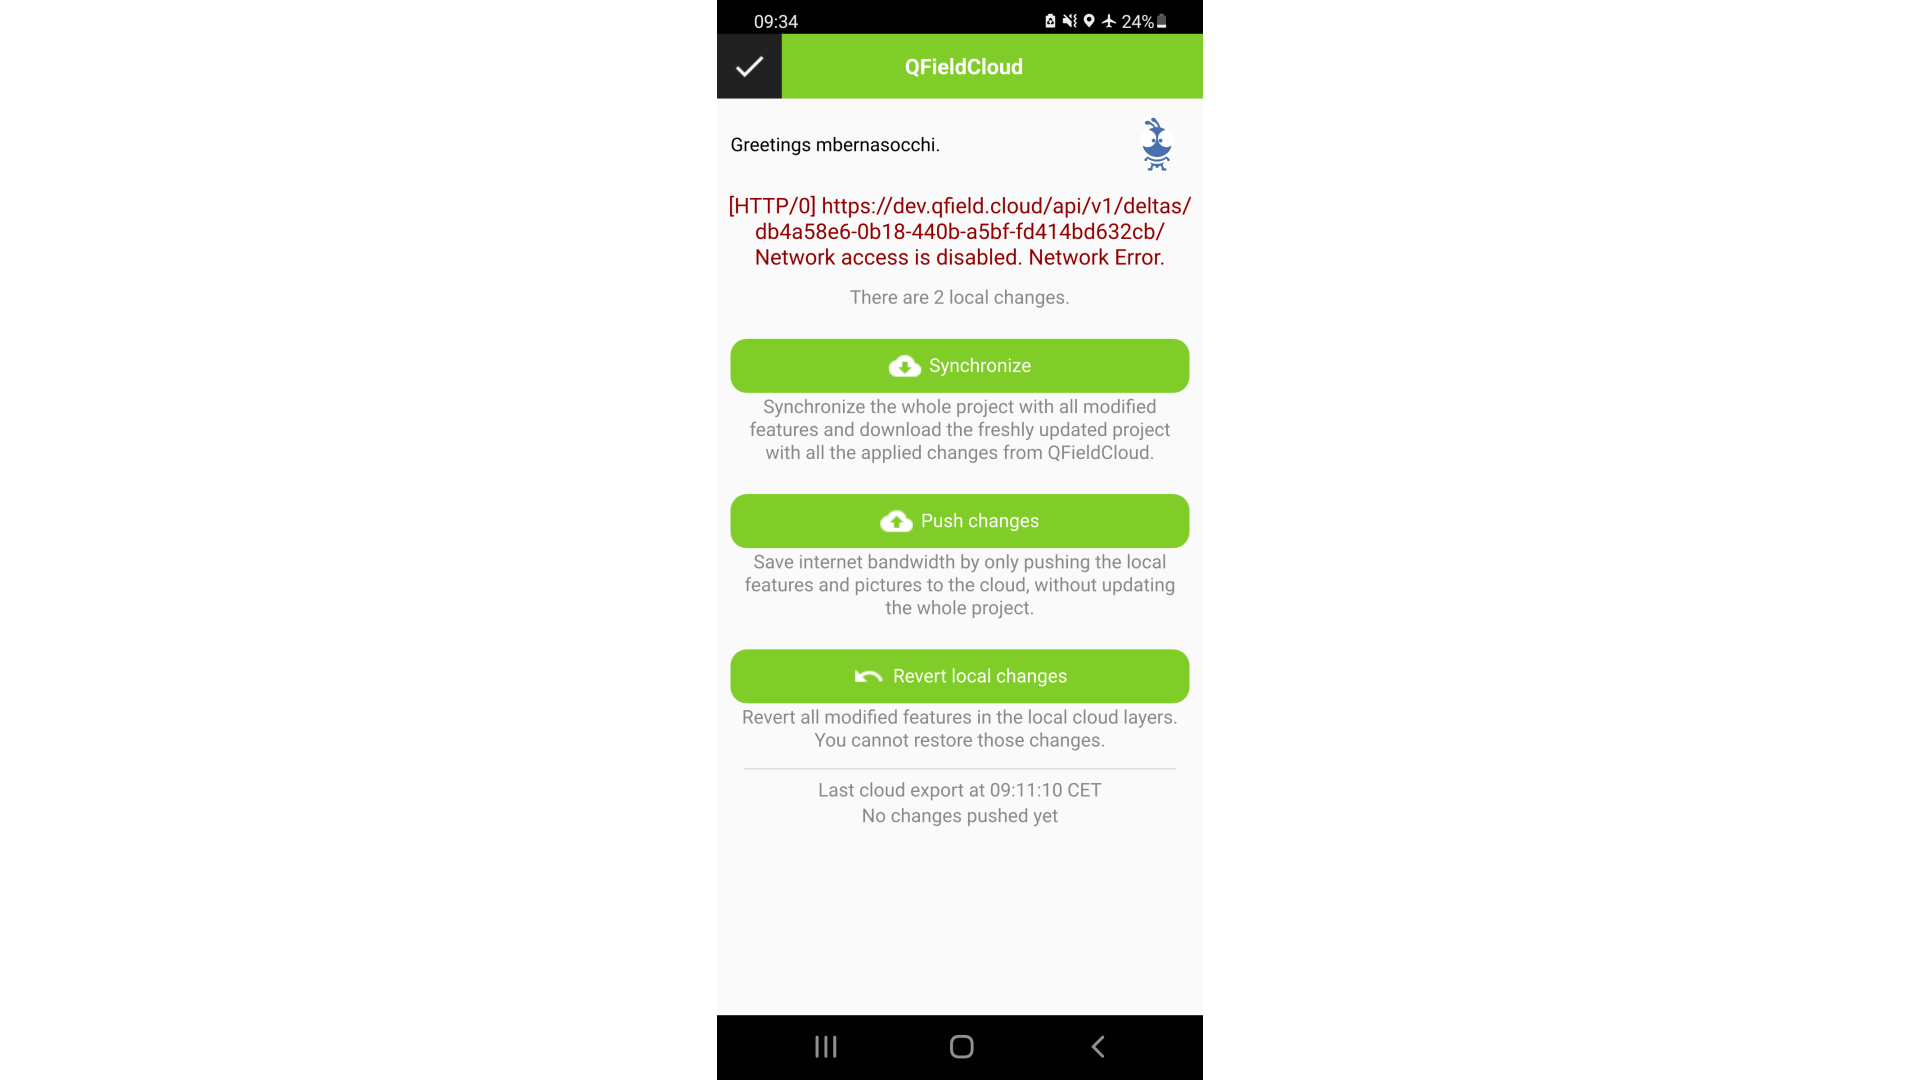 09:34
24%
QFieldCloud
Greetings mbernasocchi.
[HTTP/0] https://dev.qfield.cloud/api/v1/deltas/
db4a58e6-0b18-440b-a5bf-fd414bd632cb/
Network access is disabled. Network Error.
There are 2 local changes.
Synchronize
Synchronize the whole project with all modified
features and download the freshly updated project
with all the applied changes from QFieldCloud.
Push changes
Save internet bandwidth by only pushing the local
features and pictures to the cloud, without updating
the whole project.
Revert local changes
Revert all modified features in the local cloud layers.
You cannot restore those changes.
Last cloud export at 09:11:10 CET
No changes pushed yet